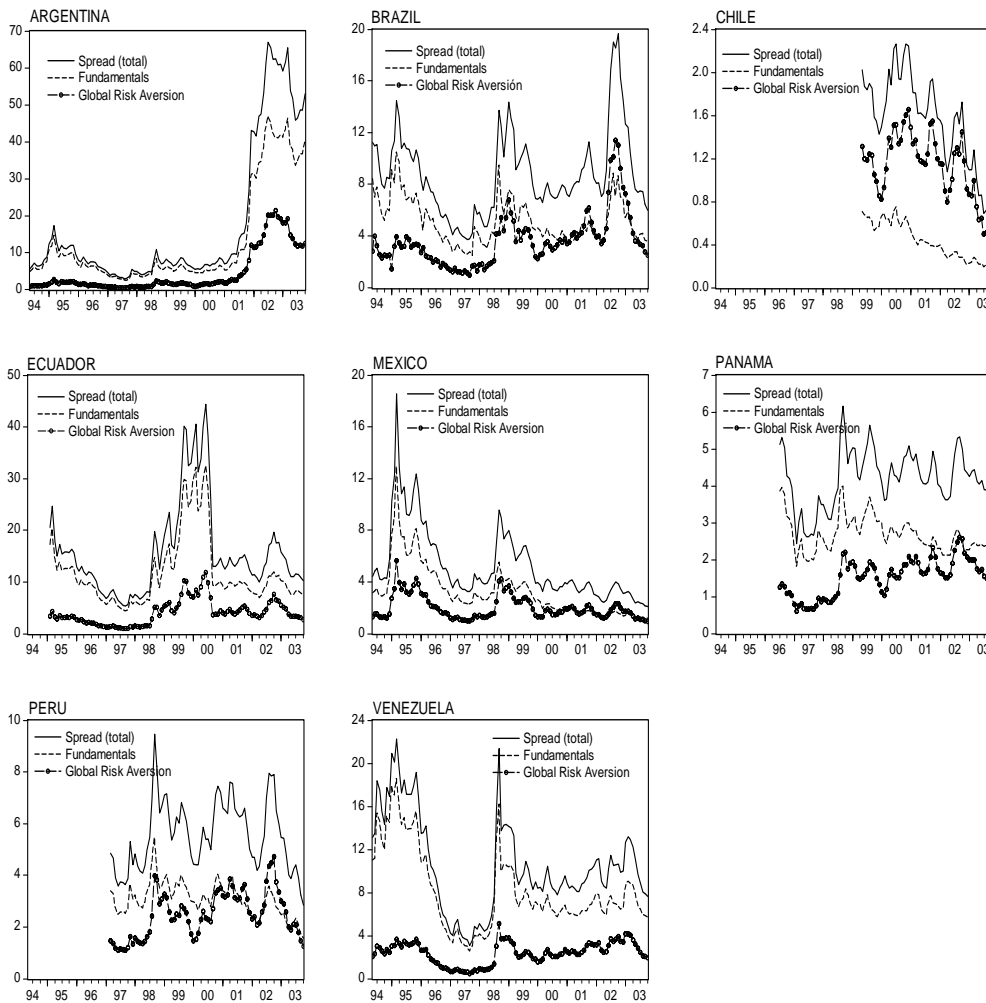 ARGENTINA
70
60
50
40
30
20
10
0
Spread (total)
Fundamentals
Global Risk Aversion
94 95 96 97 98 99 00 01 02 03
BRAZIL
20
16
12
8
4
0
Spread (total)
Fundamentals
Global Risk Aversión
94 95 96 97 98 99 00 01 02 03
CHILE
2.4
2.0
1.6
1.2
0.8
0.4
0.0
Spread (total)
Fundamentals
Global Risk Aversion
94 95 96 97 98 99 00 01 02 03
ECUADOR
50
40
30
20
10
0
Spread (total)
Fundamentals
Global Risk Aversion
94 95 96 97 98 99 00 01 02 03
MEXICO
20
16
12
8
4
0
Spread (total)
Fundamentals
Global Risk Aversion
94 95 96 97 98 99 00 01 02 03
PANAMA
7
6
5
4
3
2
1
0
Spread (total)
Fundamentals
Global Risk Aversion
94 95 96 97 98 99 00 01 02 03
PERU
10
8
6
4
2
0
Spread (total)
Fundamentals
Global Risk Aversion
94 95 96 97 98 99 00 01 02 03
VENEZUELA
24
20
16
12
8
4
0
Spread (total)
Fundamentals
Global Risk Aversion
94 95 96 97 98 99 00 01 02 03